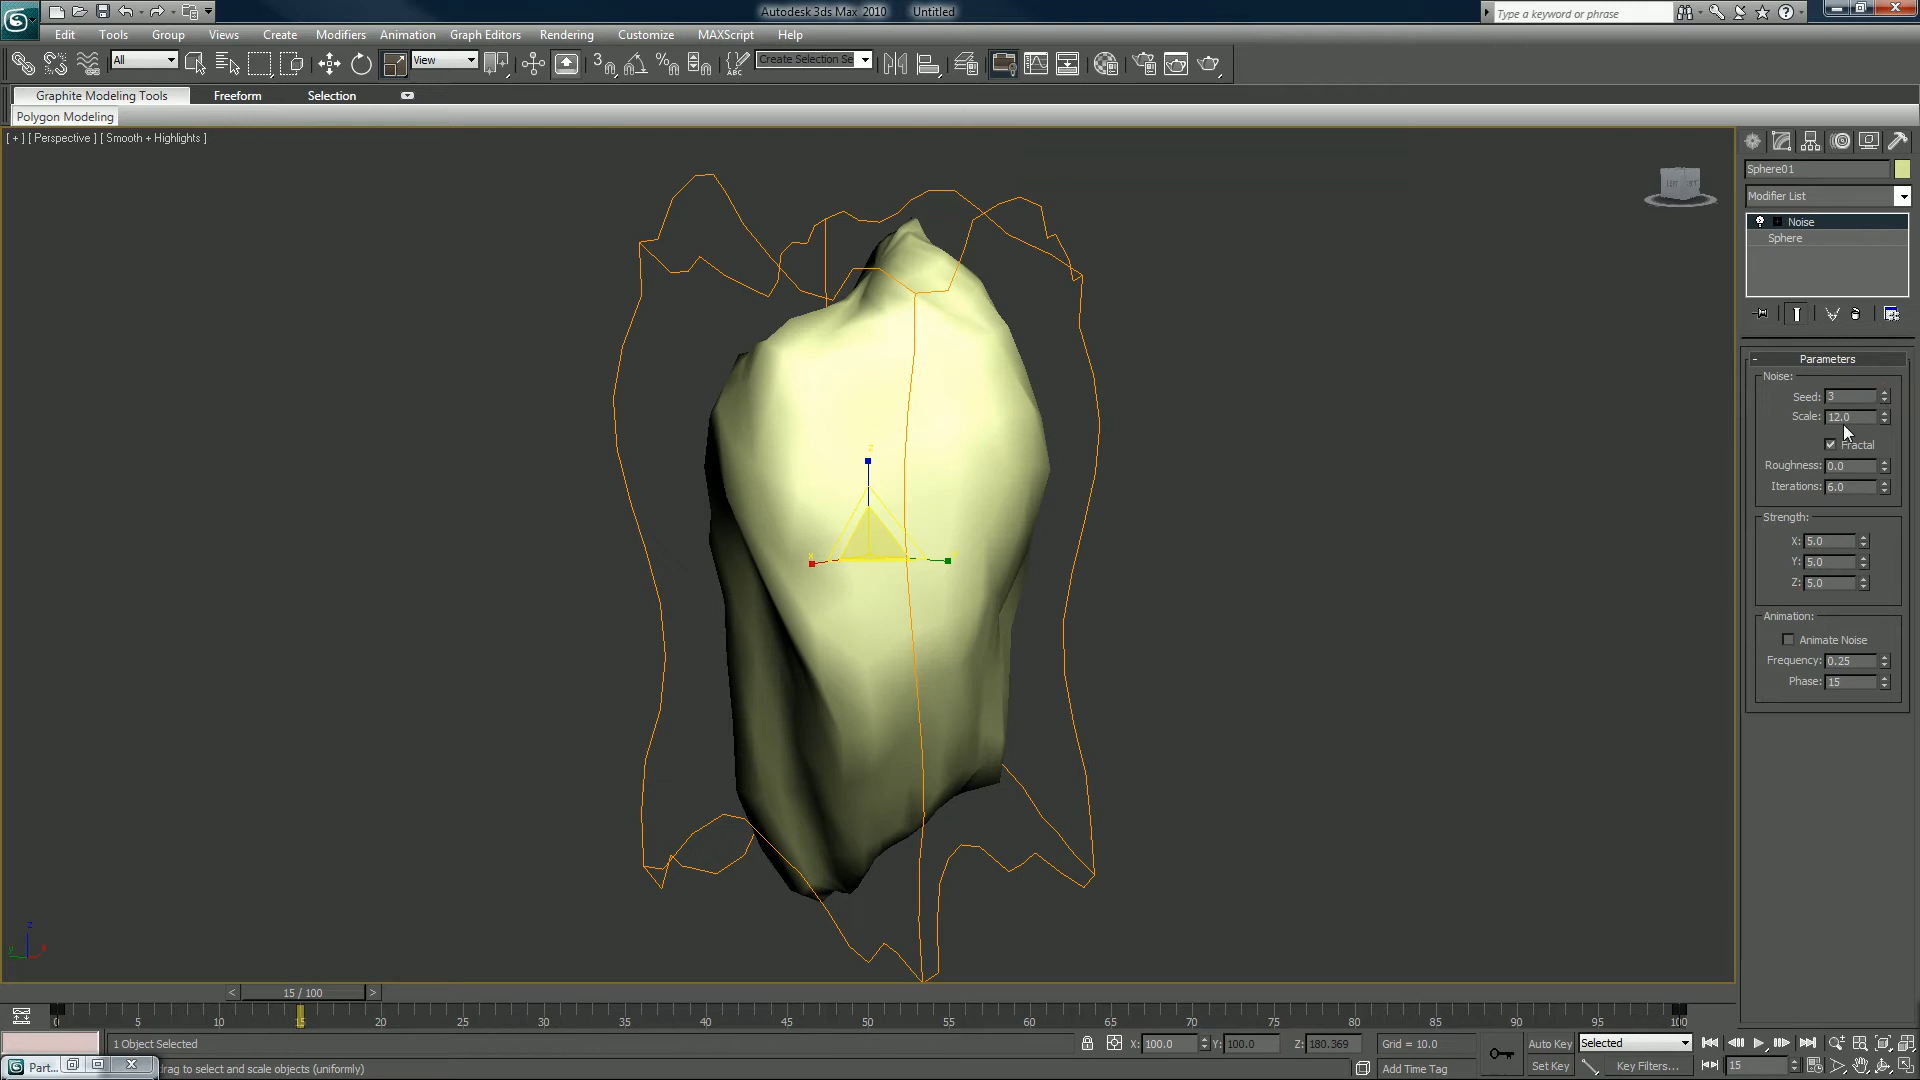 Autodesk 3ds Max 2010 Untitled
Type a keyword or phrase
Edit Tools Group Views Create Modifiers Animation Graph Editors Rendering Customize MAXScript Help
All View Create Selection Se
Graphite Modeling Tools Freeform Selection
Polygon Modeling
[ + ] [ Perspective ] [ Smooth + Highlights ]
Sphere01
Modifier List
Noise
Sphere
- Parameters
Noise:
Seed: 3
Scale: 12.0
Fractal
Roughness: 0.0
Iterations: 6.0
Strength:
X: 5.0
Y: 5.0
Z: 5.0
Animation:
Animate Noise
Frequency: 0.25
Phase: 15
< 15 / 100 >
0 5 10 15 20 25 30 35 40 45 50 55 60 65 70 75 80 85 90 95 100
1 Object Selected X: 100.0 Y: 100.0 Z: 180.369 Grid = 10.0 Auto Key Selected
Part... drag to select and scale objects (uniformly) Add Time Tag Set Key Key Filters... 15